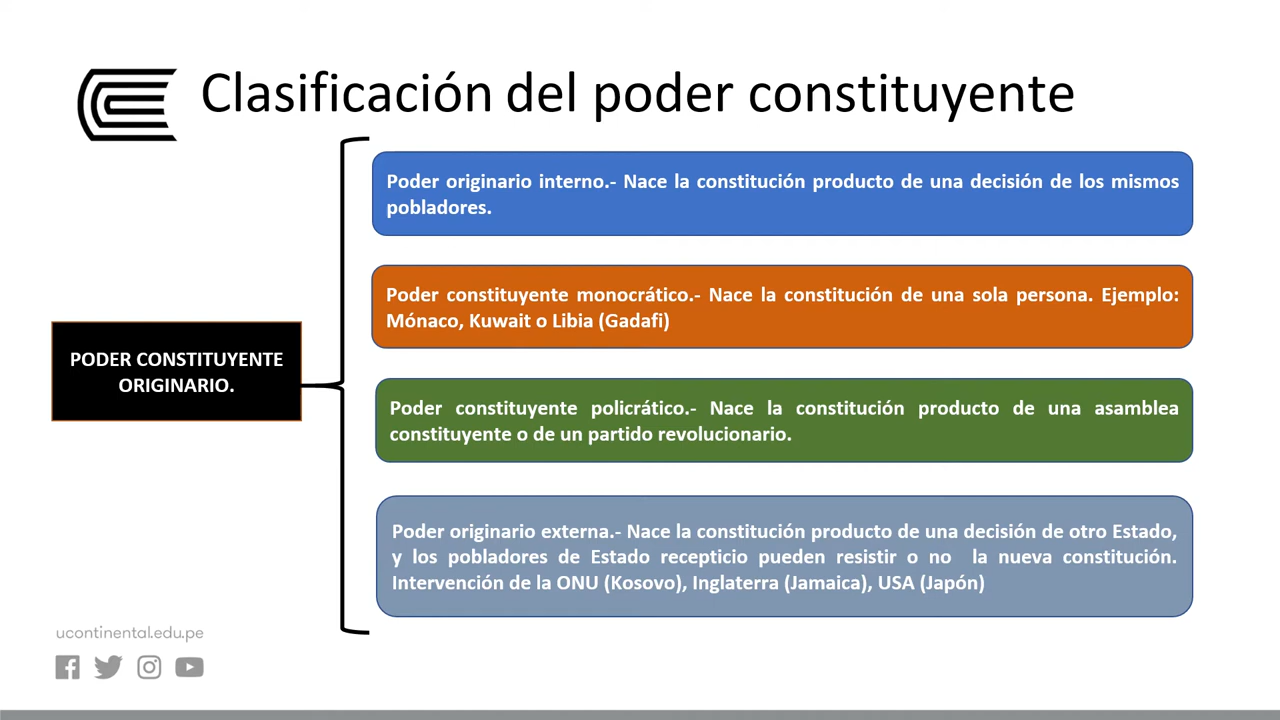 Clasificación del poder constituyente
Poder originario interno.- Nace la constitución producto de una decisión de los mismos
pobladores.
Poder constituyente monocrático.- Nace la constitución de una sola persona. Ejemplo:
Mónaco, Kuwait o Libia (Gadafi)
PODER CONSTITUYENTE
ORIGINARIO.
Poder constituyente policrático.- Nace la constitución producto de una asamblea
constituyente o de un partido revolucionario.
Poder originario externa.- Nace la constitución producto de una decisión de otro Estado,
y los pobladores de Estado recepticio pueden resistir o no la nueva constitución.
Intervención de la ONU (Kosovo), Inglaterra (Jamaica), USA (Japón)
ucontinental.edu.pe